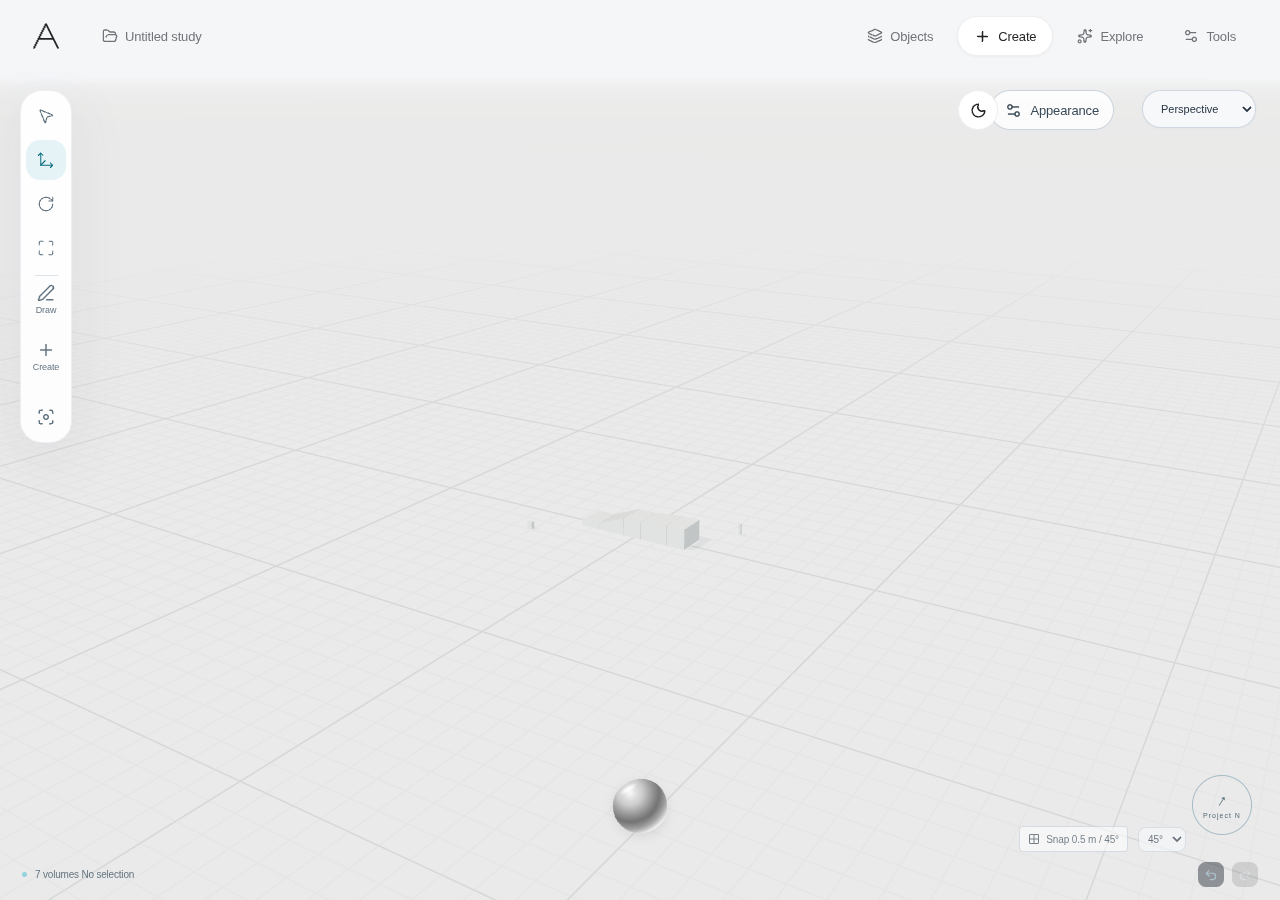 Untitled study
Objects
Create
Explore
Tools
Appearance
Perspective
Draw
Create
Project N
Snap 0.5 m / 45°
45°
7 volumes No selection